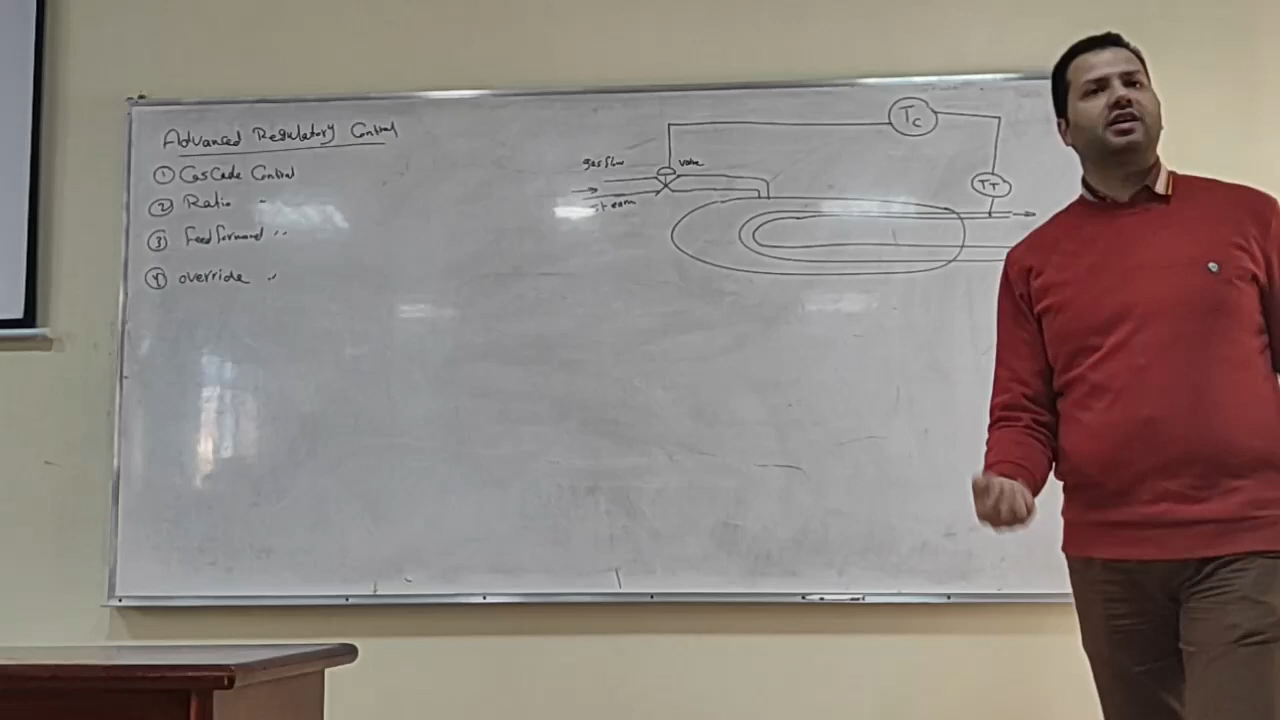 Advanced Regulatory Control
① Cascade Control
② Ratio "
③ Feedforward "
④ override "
gas flow
valve
steam
TC
TT